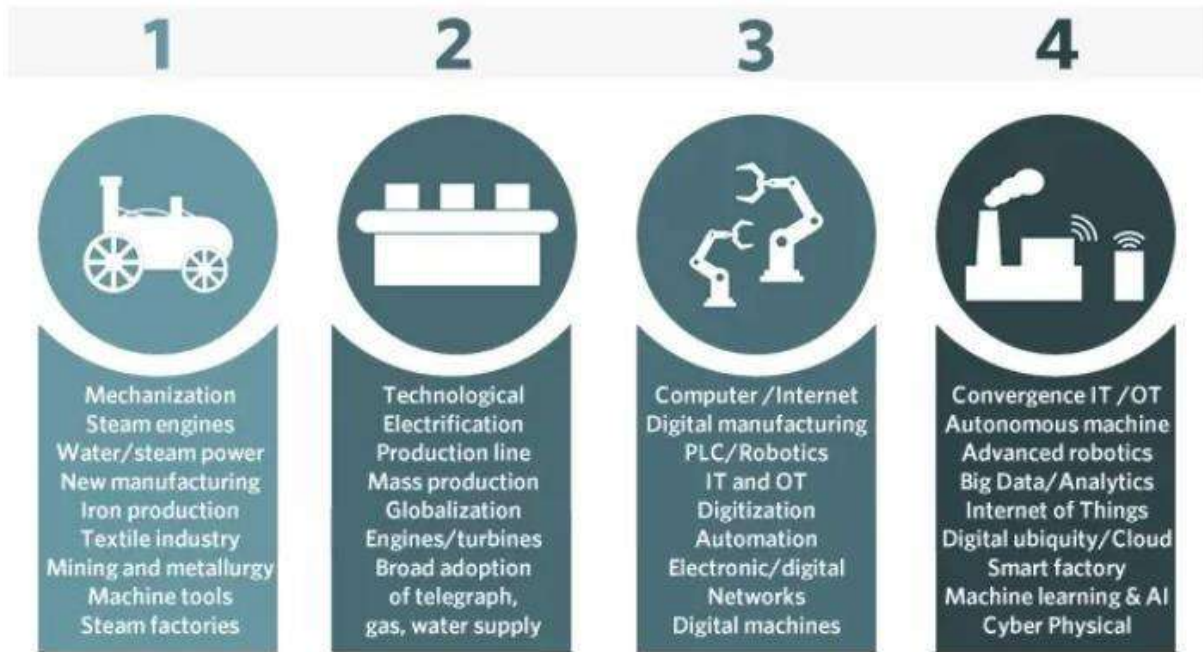 1
2
3
4
Mechanization
Steam engines
Water/steam power
New manufacturing
Iron production
Textile industry
Mining and metallurgy
Machine tools
Steam factories
Technological
Electrification
Production line
Mass production
Globalization
Engines/turbines
Broad adoption
of telegraph,
gas, water supply
Computer /Internet
Digital manufacturing
PLC/Robotics
IT and OT
Digitization
Automation
Electronic/digital
Networks
Digital machines
Convergence IT /OT
Autonomous machine
Advanced robotics
Big Data/Analytics
Internet of Things
Digital ubiquity/Cloud
Smart factory
Machine learning & AI
Cyber Physical